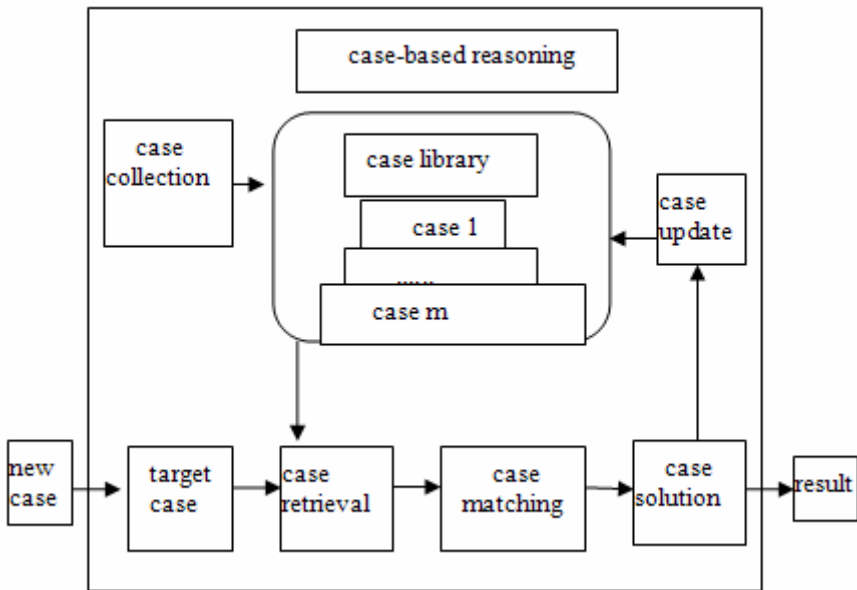 case-based reasoning
case
collection
case library
case 1
......
case m
case
update
new
case
target
case
case
retrieval
case
matching
case
solution
result